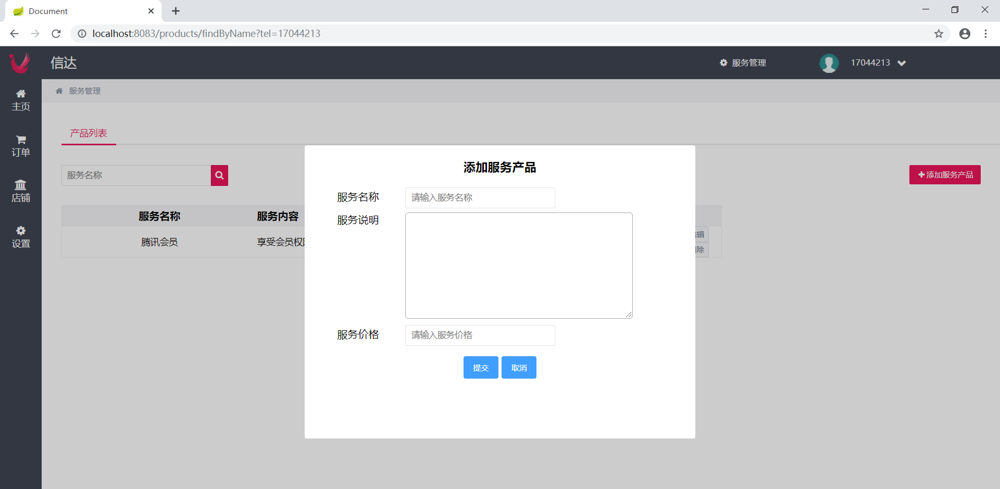 Document
localhost:8083/products/findByName?tel=17044213
信达
服务管理
17044213
主页
订单
店铺
设置
服务管理
产品列表
服务名称
添加服务产品
服务名称 服务内容
腾讯会员 享受会员权
辑
除
添加服务产品
服务名称 请输入服务名称
服务说明
服务价格 请输入服务价格
提交 取消